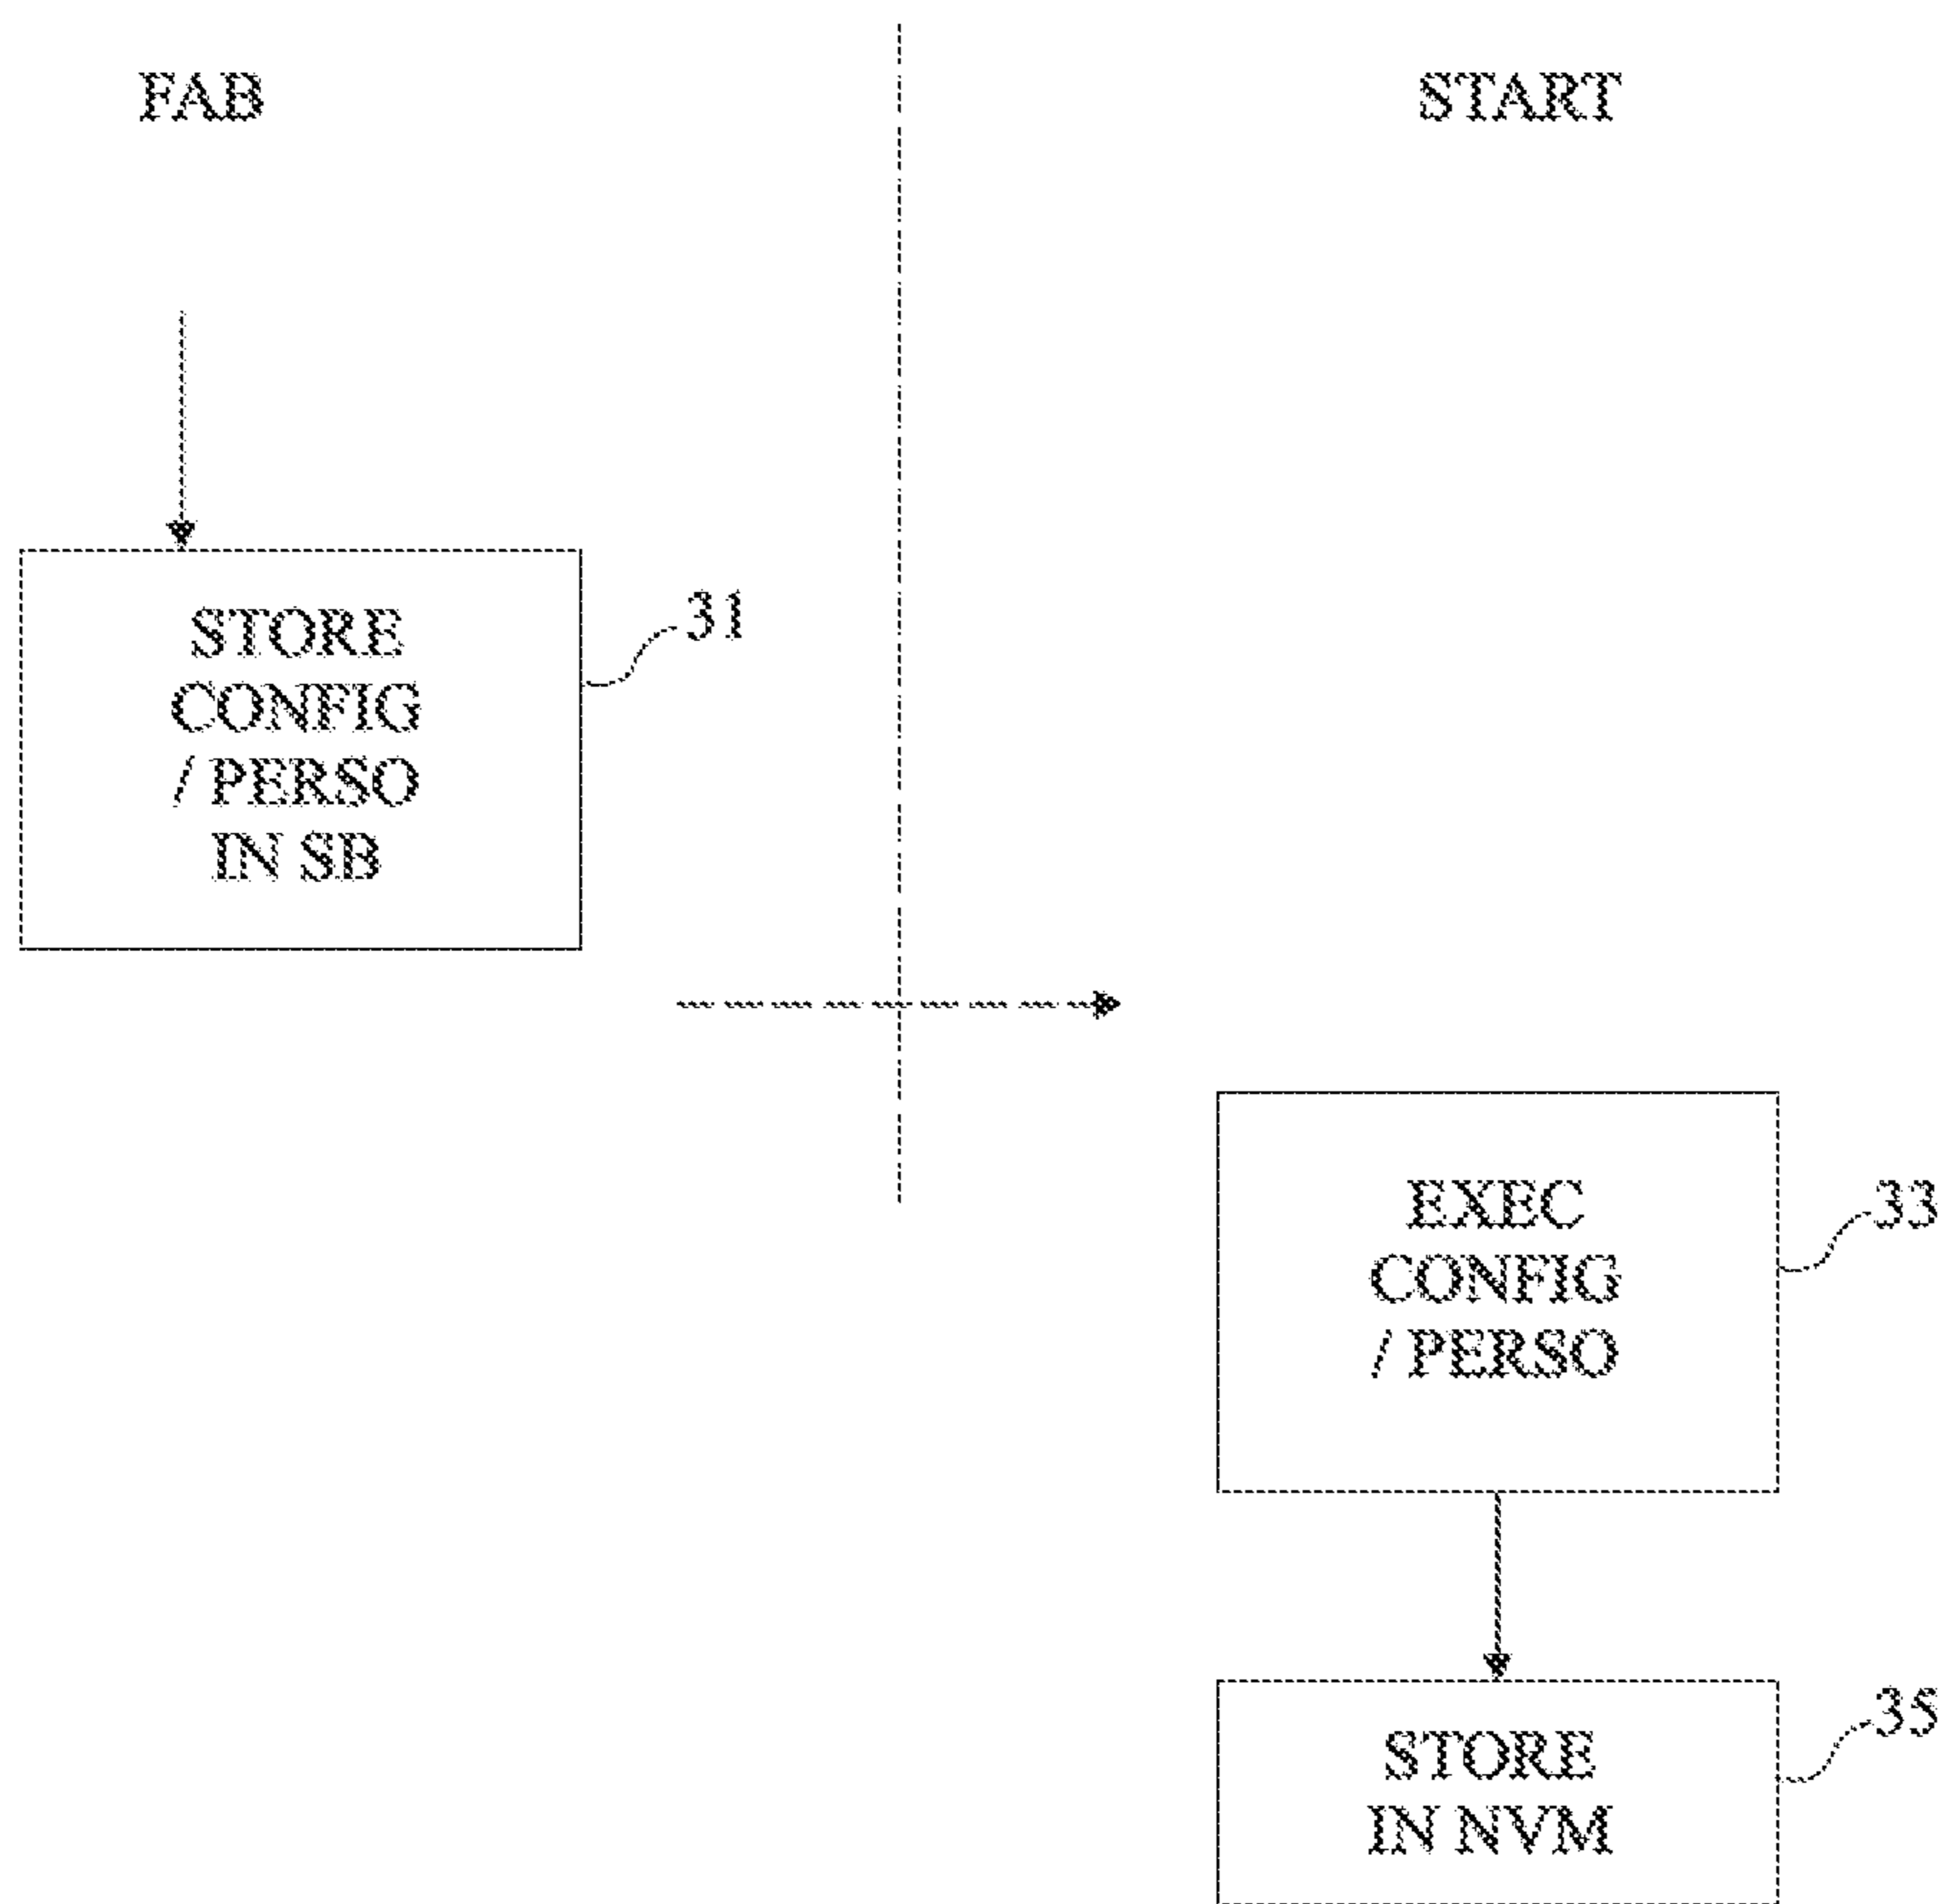 FAB
START
STORE
CONFIG
/ PERSO
IN SB
31
EXEC
CONFIG
/ PERSO
33
STORE
IN NVM
35